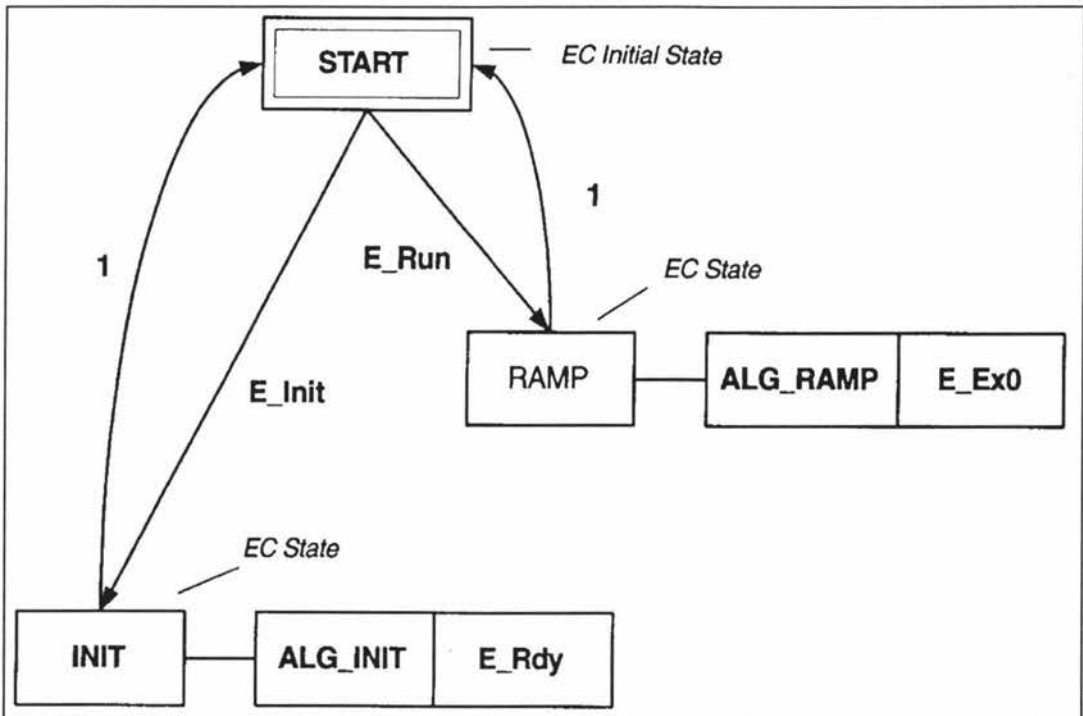 START
EC Initial State
1
1
E_Run
EC State
RAMP
ALG_RAMP
E_Ex0
E_Init
EC State
INIT
ALG_INIT
E_Rdy